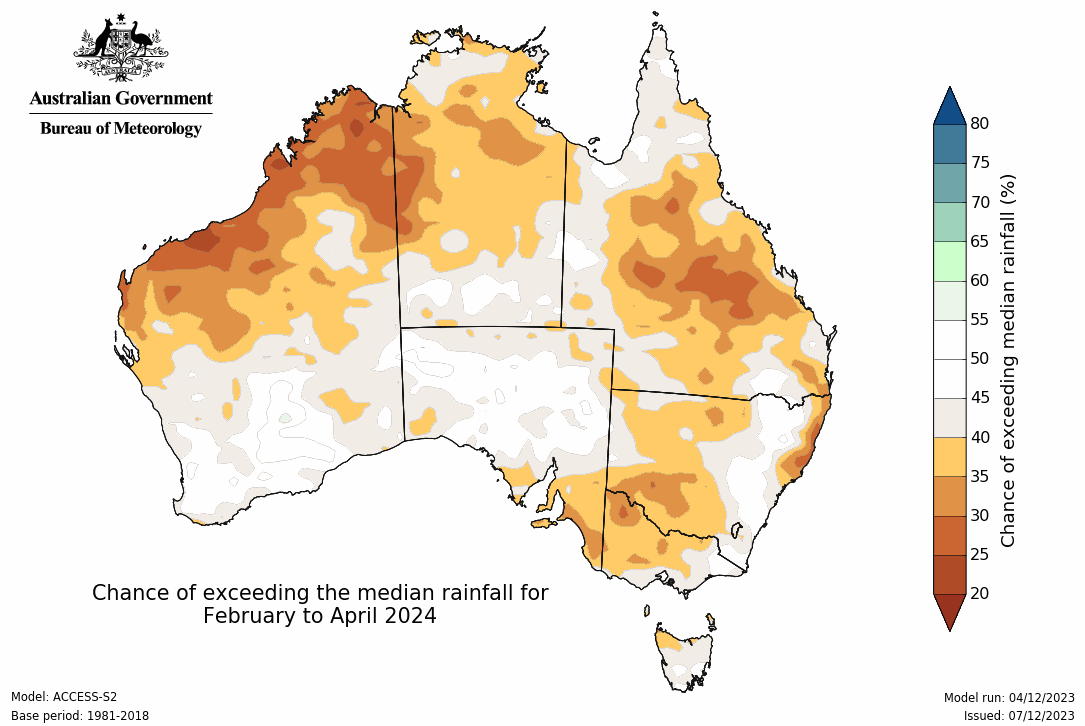 Australian Government
Bureau of Meteorology
80
75
70
65
60
55
50
45
40
35
30
25
20
Chance of exceeding median rainfall (%)
Chance of exceeding the median rainfall for
February to April 2024
Model: ACCESS-S2
Base period: 1981-2018
Model run: 04/12/2023
Issued: 07/12/2023